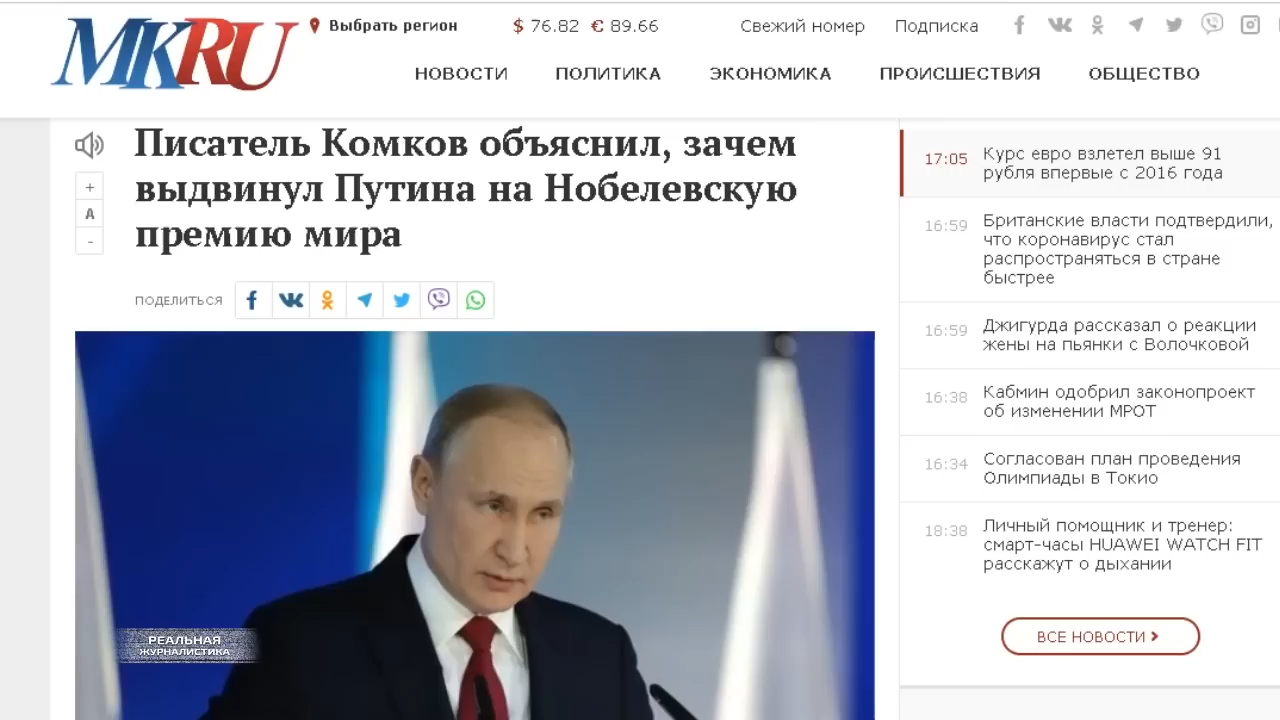 MKRU
Выбрать регион
$ 76.82 € 89.66
Свежий номер
Подписка
НОВОСТИ
ПОЛИТИКА
ЭКОНОМИКА
ПРОИСШЕСТВИЯ
ОБЩЕСТВО
Писатель Комков объяснил, зачем
выдвинул Путина на Нобелевскую
премию мира
+
A
-
ПОДЕЛИТЬСЯ
РЕАЛЬНАЯ
ЖУРНАЛИСТИКА
17:05 Курс евро взлетел выше 91
рубля впервые с 2016 года
16:59 Британские власти подтвердили,
что коронавирус стал
распространяться в стране
быстрее
16:59 Джигурда рассказал о реакции
жены на пьянки с Волочковой
16:38 Кабмин одобрил законопроект
об изменении МРОТ
16:34 Согласован план проведения
Олимпиады в Токио
18:38 Личный помощник и тренер:
смарт-часы HUAWEI WATCH FIT
расскажут о дыхании
ВСЕ НОВОСТИ